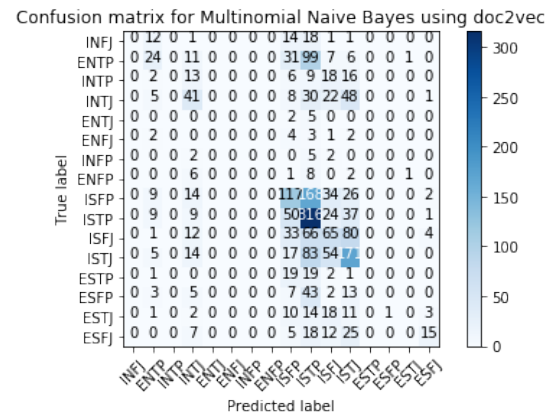 Confusion matrix for Multinomial Naive Bayes using doc2vec
INFJ 0 12 0 1 0 0 0 0 14 18 1 1 0 0 0 0
ENTP 0 24 0 11 0 0 0 0 31 99 7 6 0 0 1 0
INTP 0 2 0 13 0 0 0 0 6 9 18 16 0 0 0 0
INTJ 0 5 0 41 0 0 0 0 8 30 22 48 0 0 0 1
ENTJ 0 0 0 0 0 0 0 0 2 5 0 0 0 0 0 0
ENFJ 0 2 0 0 0 0 0 0 4 3 1 2 0 0 0 0
INFP 0 0 0 2 0 0 0 0 0 5 2 0 0 0 0 0
ENFP 0 0 0 6 0 0 0 0 1 8 0 2 0 0 1 0
ISFP 0 9 0 14 0 0 0 0 117 168 34 26 0 0 0 2
ISTP 0 9 0 9 0 0 0 0 50 316 24 37 0 0 0 1
ISFJ 0 1 0 12 0 0 0 0 33 66 65 80 0 0 0 4
ISTJ 0 5 0 14 0 0 0 0 17 83 54 171 0 0 0 0
ESTP 0 1 0 0 0 0 0 0 19 19 2 1 0 0 0 0
ESFP 0 3 0 5 0 0 0 0 7 43 2 13 0 0 0 0
ESTJ 0 1 0 2 0 0 0 0 10 14 18 11 0 1 0 3
ESFJ 0 0 0 7 0 0 0 0 5 18 12 25 0 0 0 15
True label
INFJ ENTP INTP INTJ ENTJ ENFJ INFP ENFP ISFP ISTP ISFJ ISTJ ESTP ESFP ESTJ ESFJ
Predicted label
300
250
200
150
100
50
0